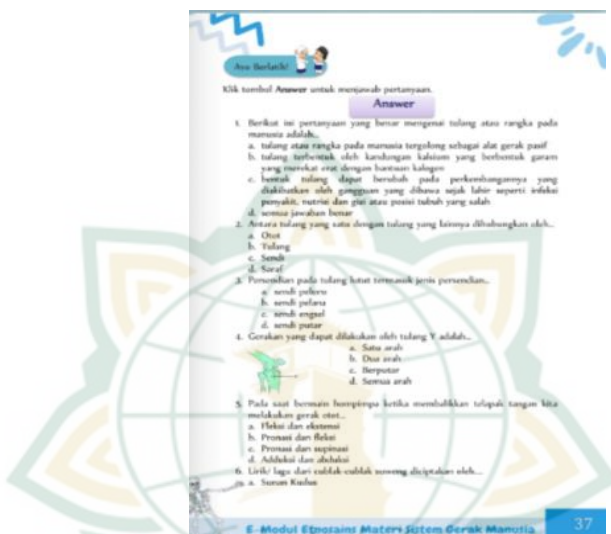 Ayo Berlatih!
Klik tombol Answer untuk menjawab pertanyaan.
Answer
1. Berikut ini pertanyaan yang benar mengenai tulang atau rangka pada
manusia adalah...
a. tulang atau rangka pada manusia tergolong sebagai alat gerak pasif
b. tulang terbentuk oleh kandungan kalsium yang berbentuk garam
yang merekat erat dengan bantuan kalogen
c. bentuk tulang dapat berubah pada perkembangannya yang
diakibatkan oleh gangguan yang dibawa sejak lahir seperti infeksi
penyakit, nutrisi dan gizi atau posisi tubuh yang salah
d. semua jawaban benar
2. Antara tulang yang satu dengan tulang yang lainnya dihubungkan oleh...
a. Otot
b. Tulang
c. Sendi
d. Saraf
3. Persendian pada tulang lutut termasuk jenis persendian...
a. sendi peluru
b. sendi pelana
c. sendi engsel
d. sendi putar
4. Gerakan yang dapat dilakukan oleh tulang Y adalah...
a. Satu arah
b. Dua arah
c. Berputar
d. Semua arah
5. Pada saat bermain hompimpa ketika membalikkan telapak tangan kita
melakukan gerak otot...
a. Fleksi dan ekstensi
b. Pronasi dan fleksi
c. Pronasi dan supinasi
d. Adduksi dan abduksi
6. Lirik/ lagu dari cublak-cublak suweng diciptakan oleh...
a. Sunan Kudus
E-Modul Etnosains Materi Sistem Gerak Manusia
37